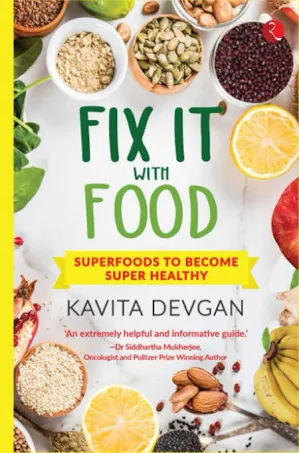 FIX IT
WITH
FOOD
SUPERFOODS TO BECOME
SUPER HEALTHY
KAVITA DEVGAN
'An extremely helpful and informative guide.'
—Dr Siddhartha Mukherjee,
Oncologist and Pulitzer Prize Winning Author